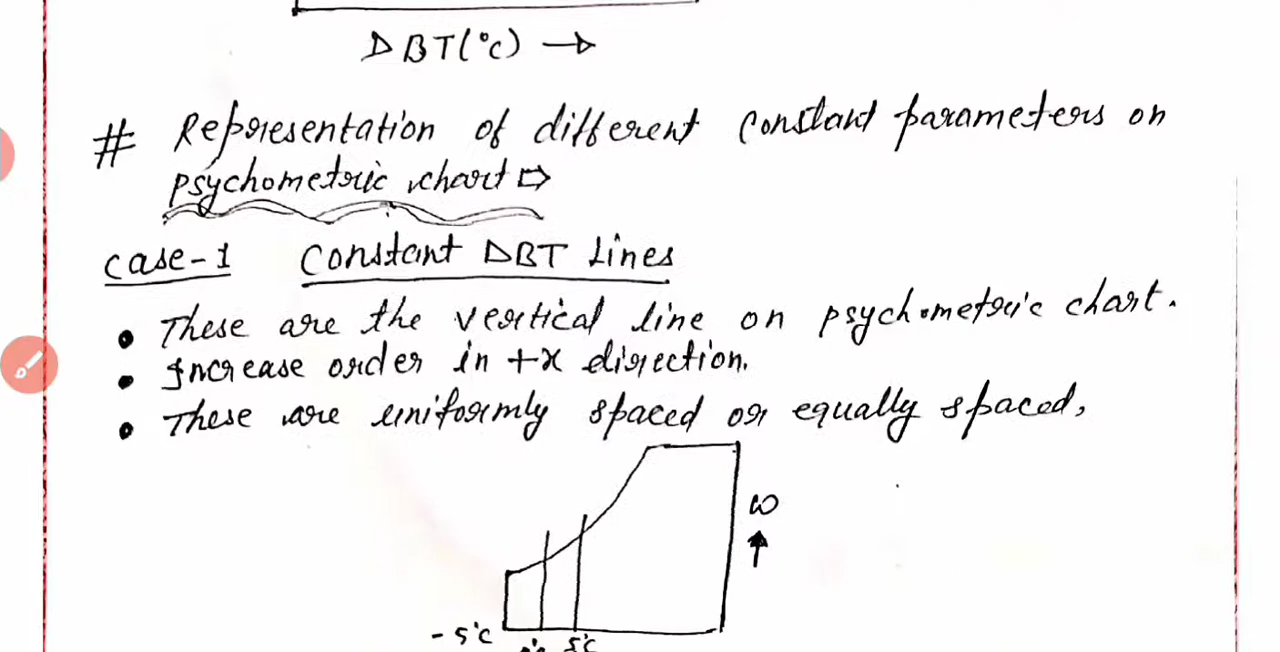 DBT(°C) →
# Representation of different constant parameters on
psychometric chart ⇨
case-1 Constant DBT Lines
• These are the vertical line on psychometric chart.
• Increase order in +x direction.
• These are uniformly spaced or equally spaced,
ω
↑
-5°C 5°C